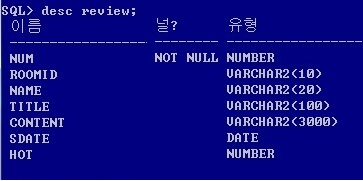 SQL> desc review;
이름 널? 유형
----------------- -------- ------------
NUM NOT NULL NUMBER
ROOMID VARCHAR2(10)
NAME VARCHAR2(20)
TITLE VARCHAR2(100)
CONTENT VARCHAR2(3000)
SDATE DATE
HOT NUMBER